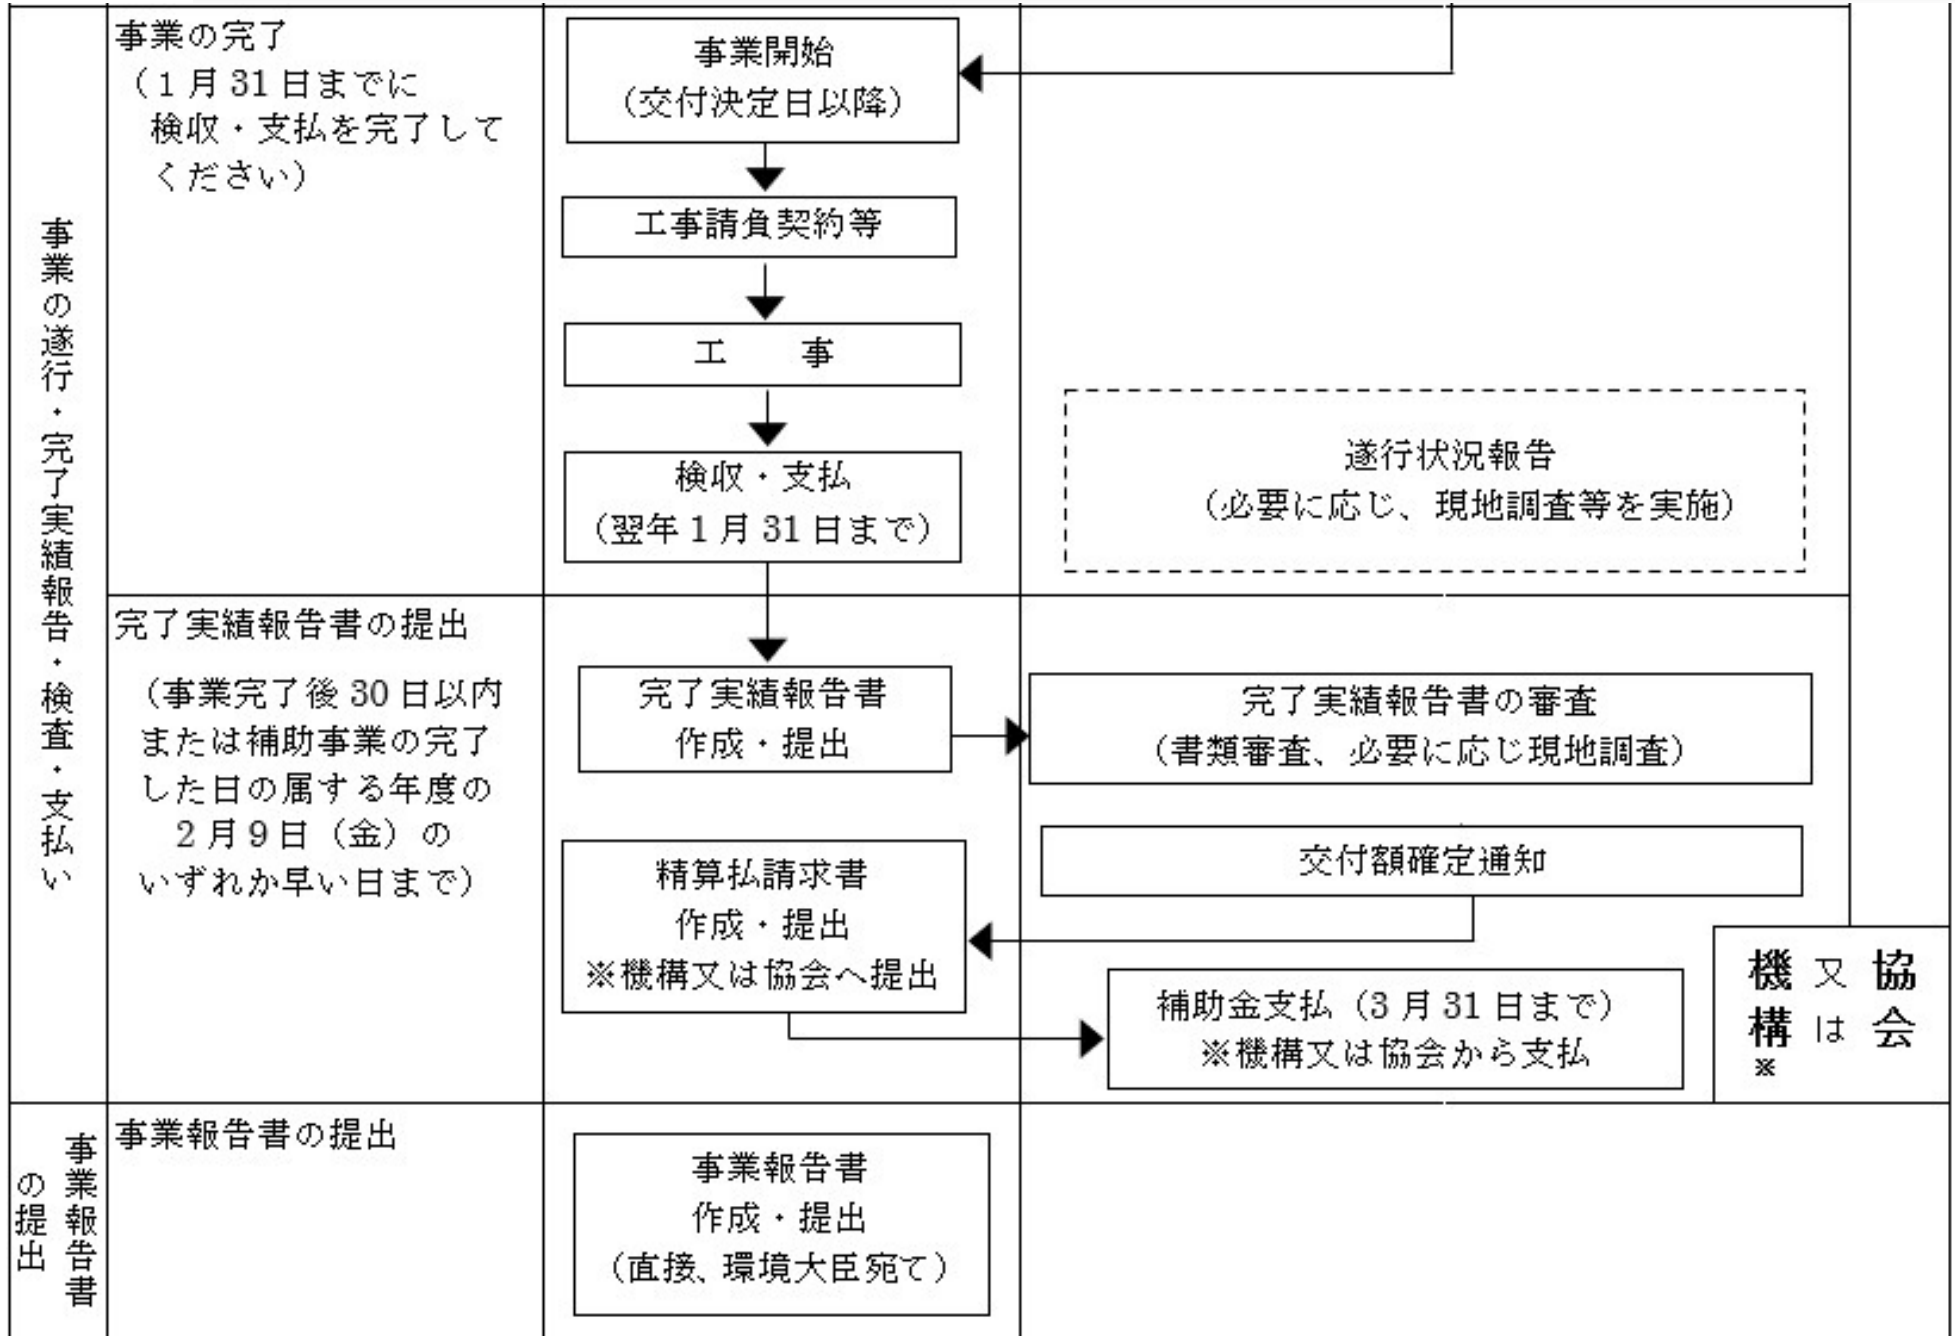 事業の遂行・完了実績報告・検査・支払い
事業の完了
（1月31日までに
検収・支払を完了して
ください）
事業開始
（交付決定日以降）
工事請負契約等
工　事
検収・支払
（翌年1月31日まで）
遂行状況報告
（必要に応じ、現地調査等を実施）
完了実績報告書の提出
（事業完了後30日以内
または補助事業の完了
した日の属する年度の
2月9日（金）の
いずれか早い日まで）
完了実績報告書
作成・提出
完了実績報告書の審査
（書類審査、必要に応じ現地調査）
交付額確定通知
精算払請求書
作成・提出
※機構又は協会へ提出
補助金支払（3月31日まで）
※機構又は協会から支払
協会
又は
機構※
事業報告書
の提出
事業報告書の提出
事業報告書
作成・提出
（直接、環境大臣宛て）